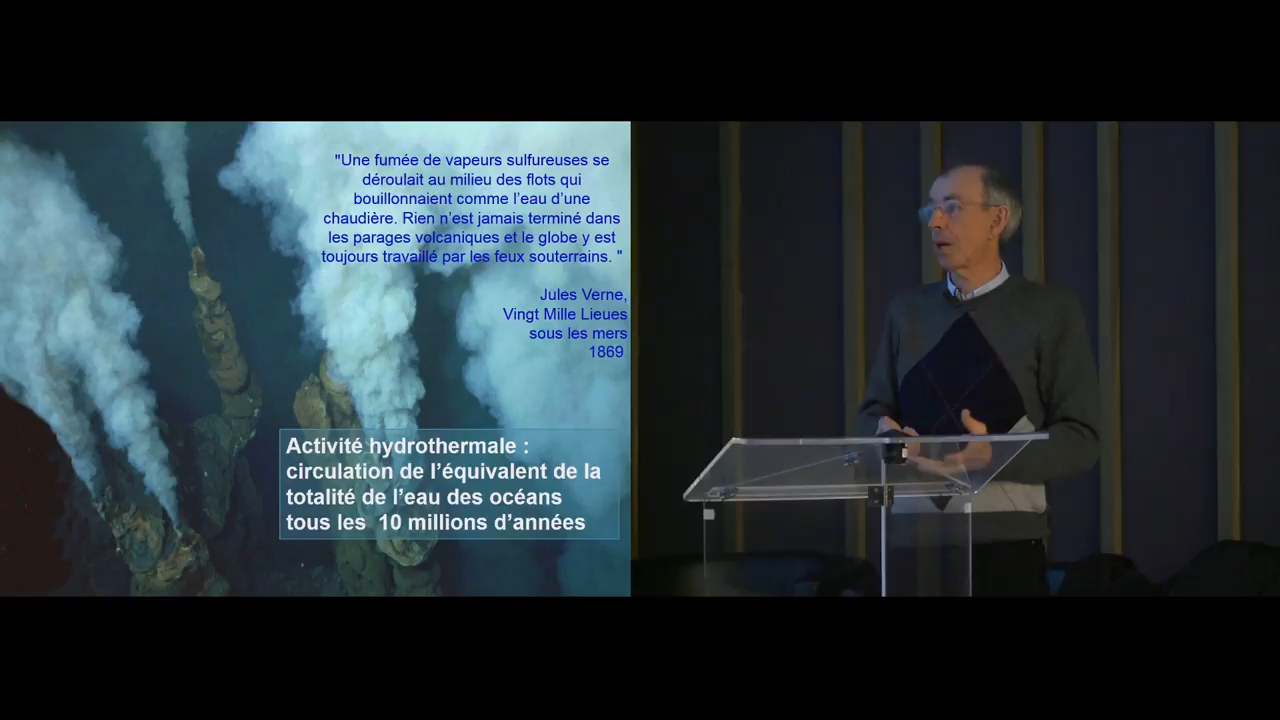 "Une fumée de vapeurs sulfureuses se
déroulait au milieu des flots qui
bouillonnaient comme l’eau d’une
chaudière. Rien n’est jamais terminé dans
les parages volcaniques et le globe y est
toujours travaillé par les feux souterrains. "
Jules Verne,
Vingt Mille Lieues
sous les mers
1869
Activité hydrothermale :
circulation de l’équivalent de la
totalité de l’eau des océans
tous les  10 millions d’années